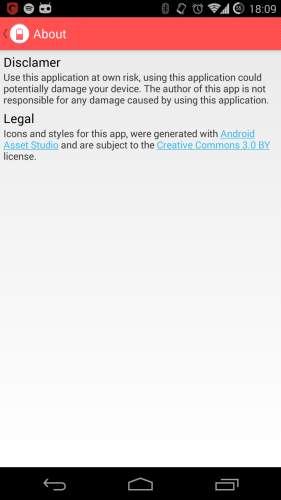 18:09
About
Disclamer
Use this application at own risk, using this application could
potentially damage your device. The author of this app is not
responsible for any damage caused by using this application.
Legal
Icons and styles for this app, were generated with Android
Asset Studio and are subject to the Creative Commons 3.0 BY
license.